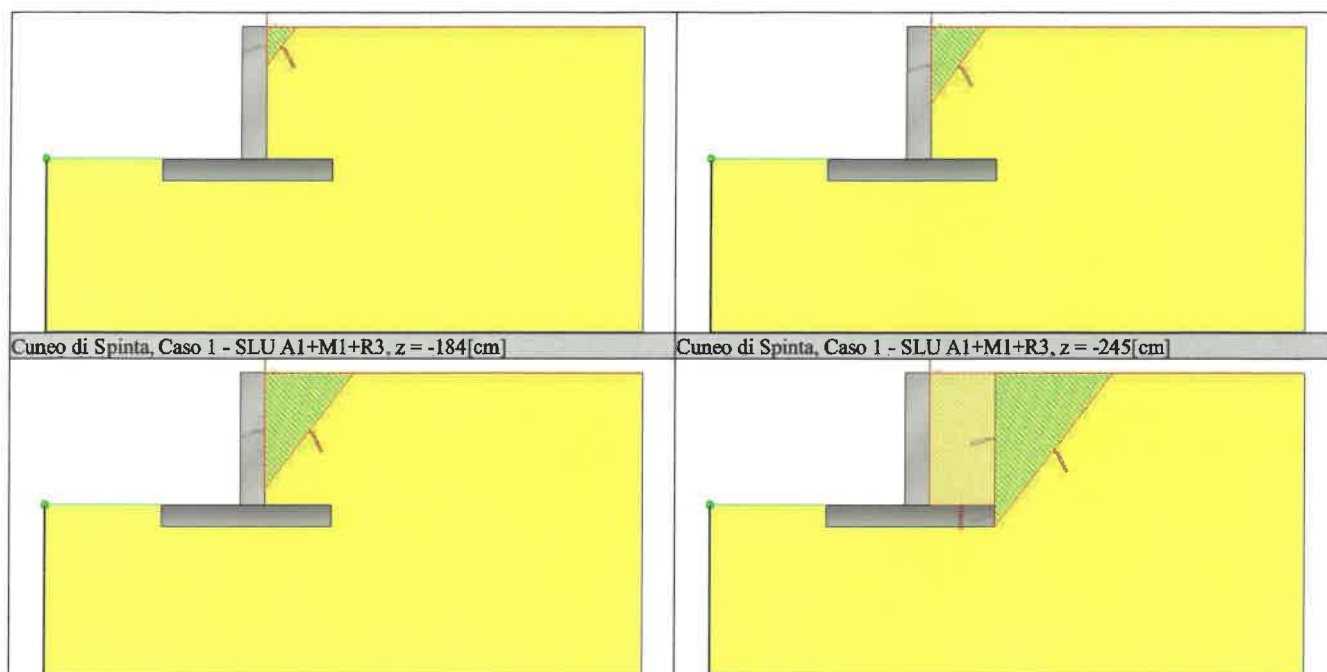 Cuneo di Spinta, Caso 1 - SLU A1+M1+R3, z = -184[cm]
Cuneo di Spinta, Caso 1 - SLU A1+M1+R3, z = -245[cm]